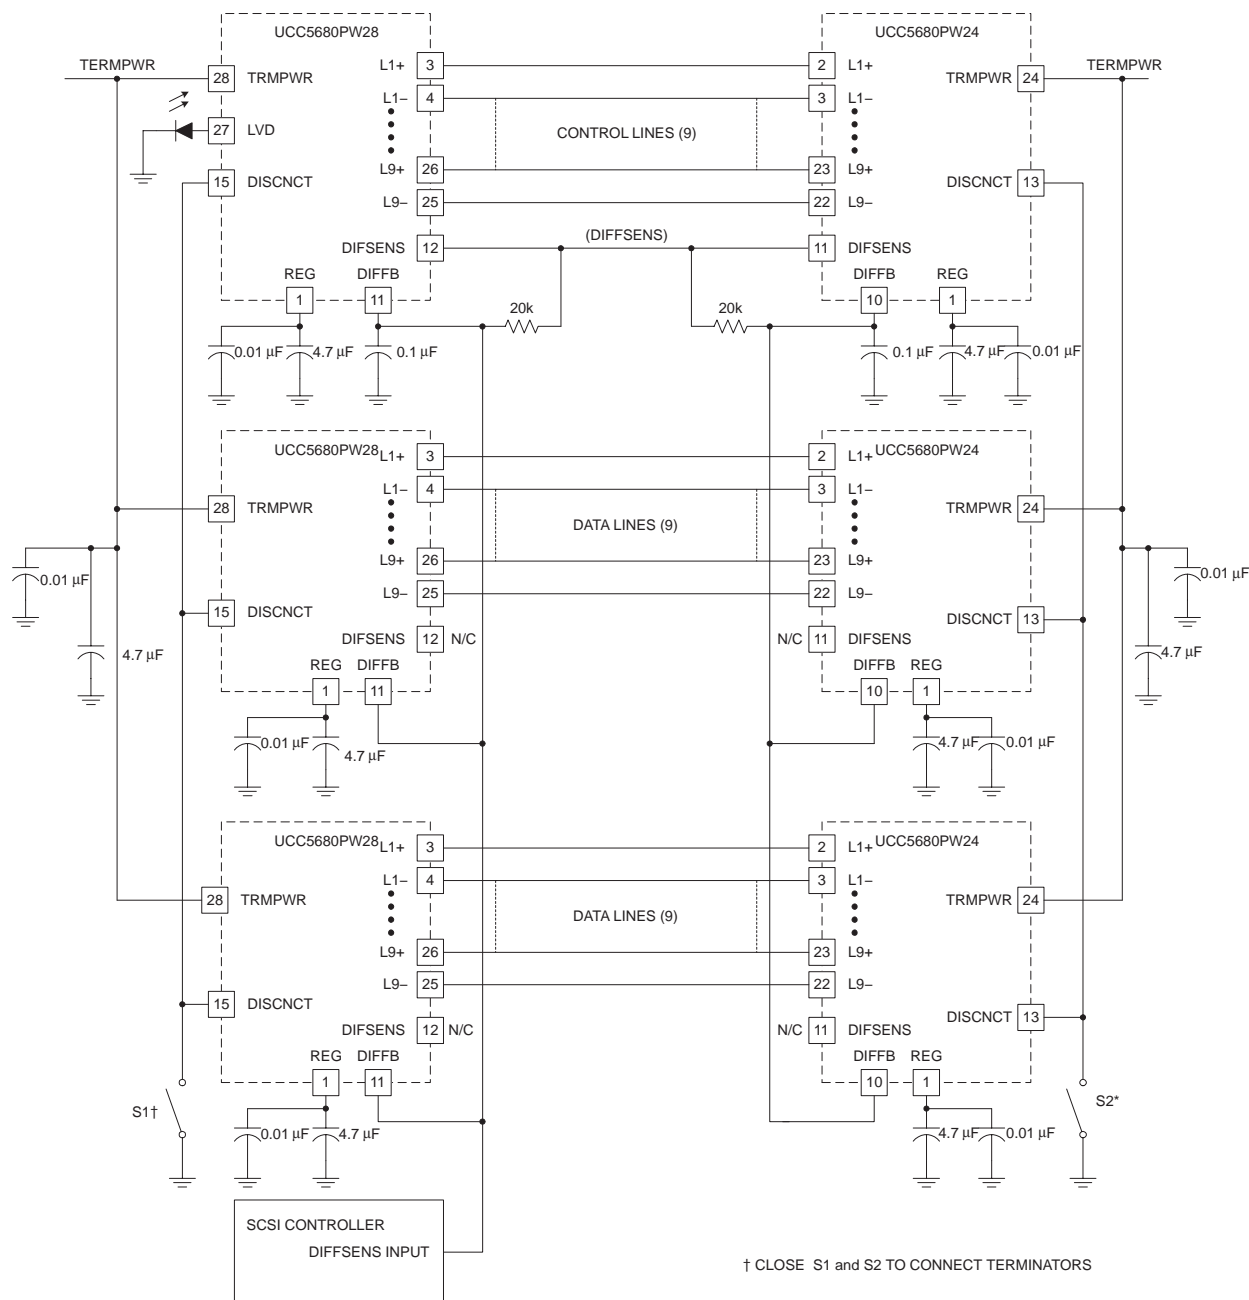 UCC5680PW28
UCC5680PW24
TERMPWR 28 TRMPWR L1+ 3 2 L1+ TRMPWR 24 TERMPWR
L1– 4 3 L1–
27 LVD CONTROL LINES (9)
L9+ 26 23 L9+
15 DISCNCT DISCNCT 13
L9– 25 22 L9–
(DIFFSENS)
DIFSENS 12 11 DIFSENS
REG DIFFB DIFFB REG
1 11 10 1
20k 20k
0.01 µF 4.7 µF 0.1 µF 0.1 µF 4.7 µF 0.01 µF
UCC5680PW28 L1+ 3 2 L1+ UCC5680PW24
L1– 4 3 L1–
28 TRMPWR TRMPWR 24
DATA LINES (9)
L9+ 26 23 L9+
0.01 µF 0.01 µF
L9– 25 22 L9–
15 DISCNCT DISCNCT 13
DIFSENS 12 N/C N/C 11 DIFSENS
4.7 µF 4.7 µF
REG DIFFB DIFFB REG
1 11 10 1
0.01 µF 4.7 µF 4.7 µF 0.01 µF
UCC5680PW28 L1+ 3 2 L1+ UCC5680PW24
L1– 4 3 L1–
28 TRMPWR TRMPWR 24
DATA LINES (9)
L9+ 26 23 L9+
L9– 25 22 L9–
15 DISCNCT DISCNCT 13
DIFSENS 12 N/C N/C 11 DIFSENS
REG DIFFB DIFFB REG
1 11 10 1
S1† S2*
0.01 µF 4.7 µF 4.7 µF 0.01 µF
SCSI CONTROLLER
DIFFSENS INPUT
† CLOSE S1 and S2 TO CONNECT TERMINATORS